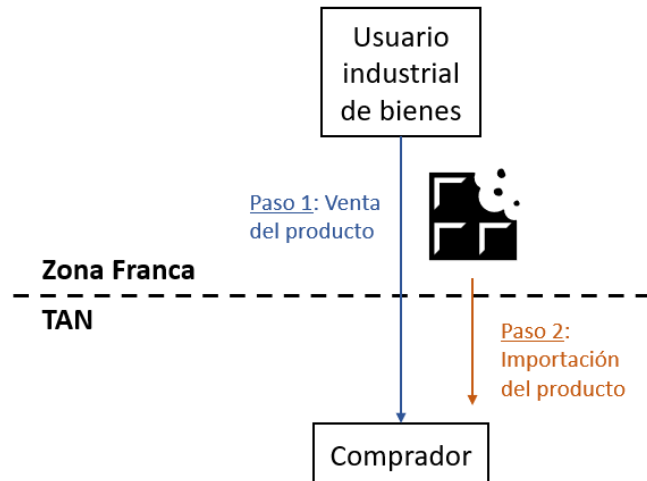 Usuario
industrial
de bienes
Paso 1: Venta
del producto
Zona Franca
TAN
Paso 2:
Importación
del producto
Comprador